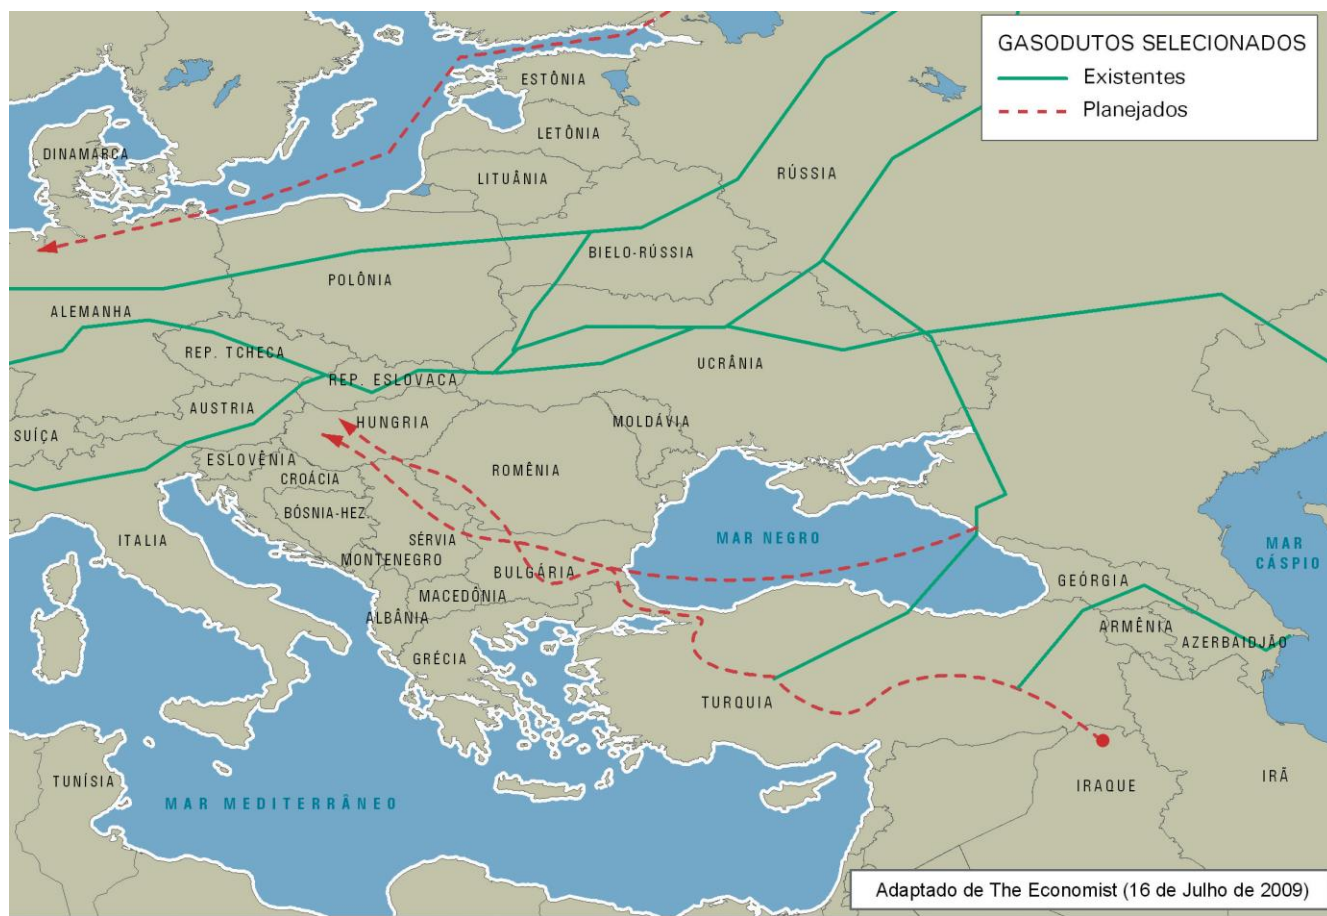 GASODUTOS SELECIONADOS
Existentes
Planejados
ESTÔNIA
LETÔNIA
DINAMARCA
LITUÂNIA
RÚSSIA
BIELO-RÚSSIA
POLÔNIA
ALEMANHA
REP. TCHECA
UCRÂNIA
REP. ESLOVACA
AUSTRIA
HUNGRIA
MOLDÁVIA
SUÍÇA
ESLOVÊNIA
ROMÊNIA
CROÁCIA
BÓSNIA-HEZ
ITALIA
SÉRVIA
MAR NEGRO
MAR
CÁSPIO
MONTENEGRO
BULGÁRIA
GEÓRGIA
MACEDÔNIA
ALBÂNIA
ARMÊNIA
AZERBAIDJÃO
GRÉCIA
TURQUIA
TUNÍSIA
IRÃ
IRAQUE
MAR MEDITERRÂNEO
Adaptado de The Economist (16 de Julho de 2009)